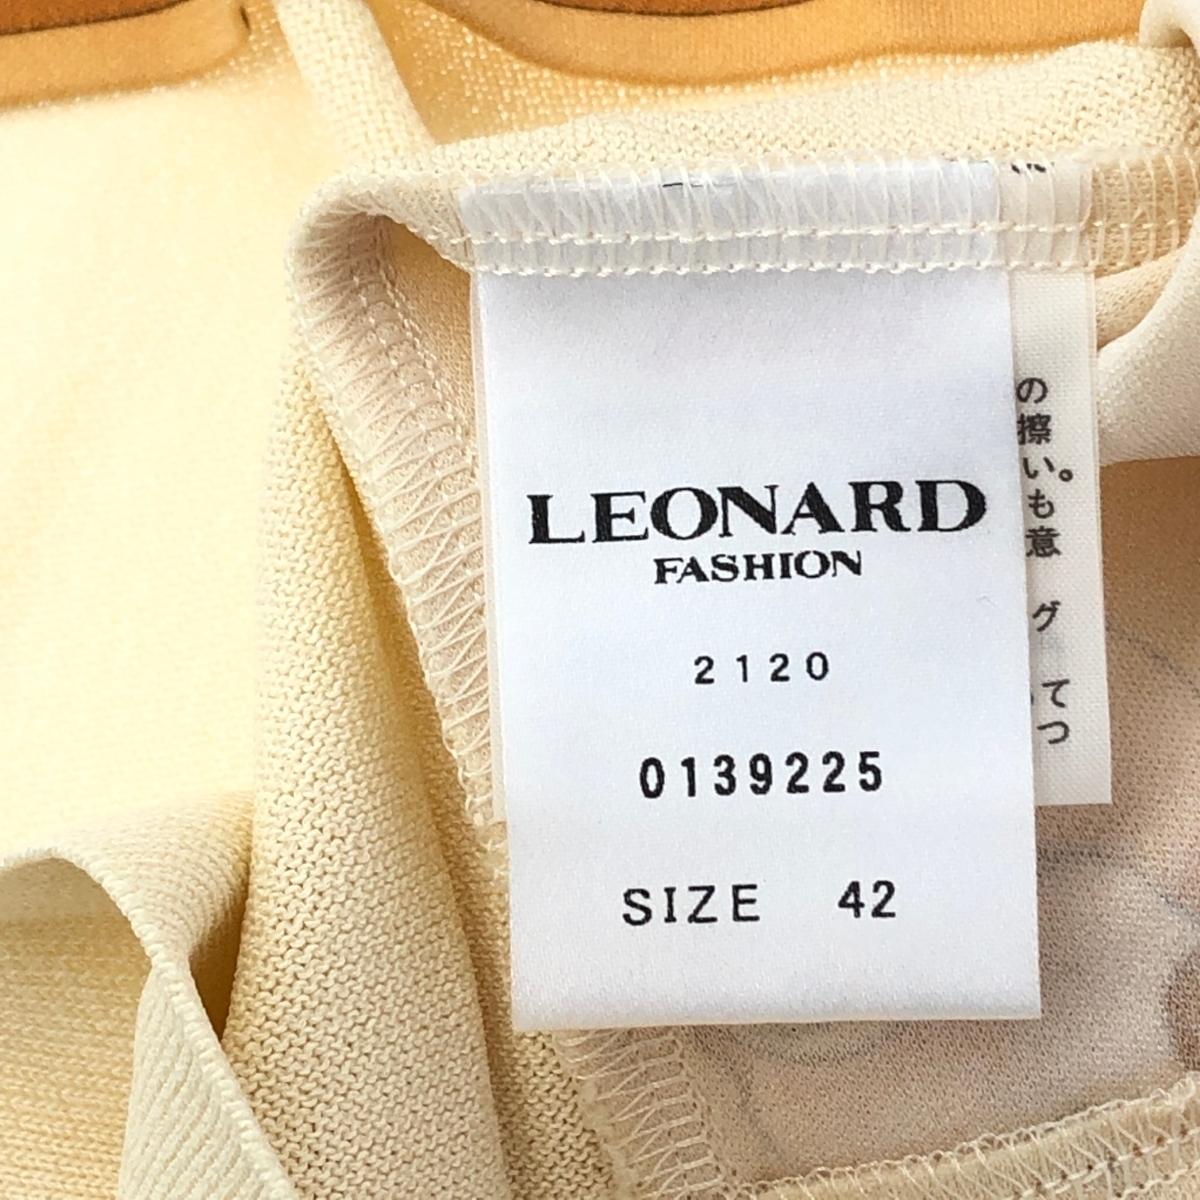 LEONARD
FASHION
2120
0139225
SIZE 42
の
擦
い。
も
意
グ
て
つ